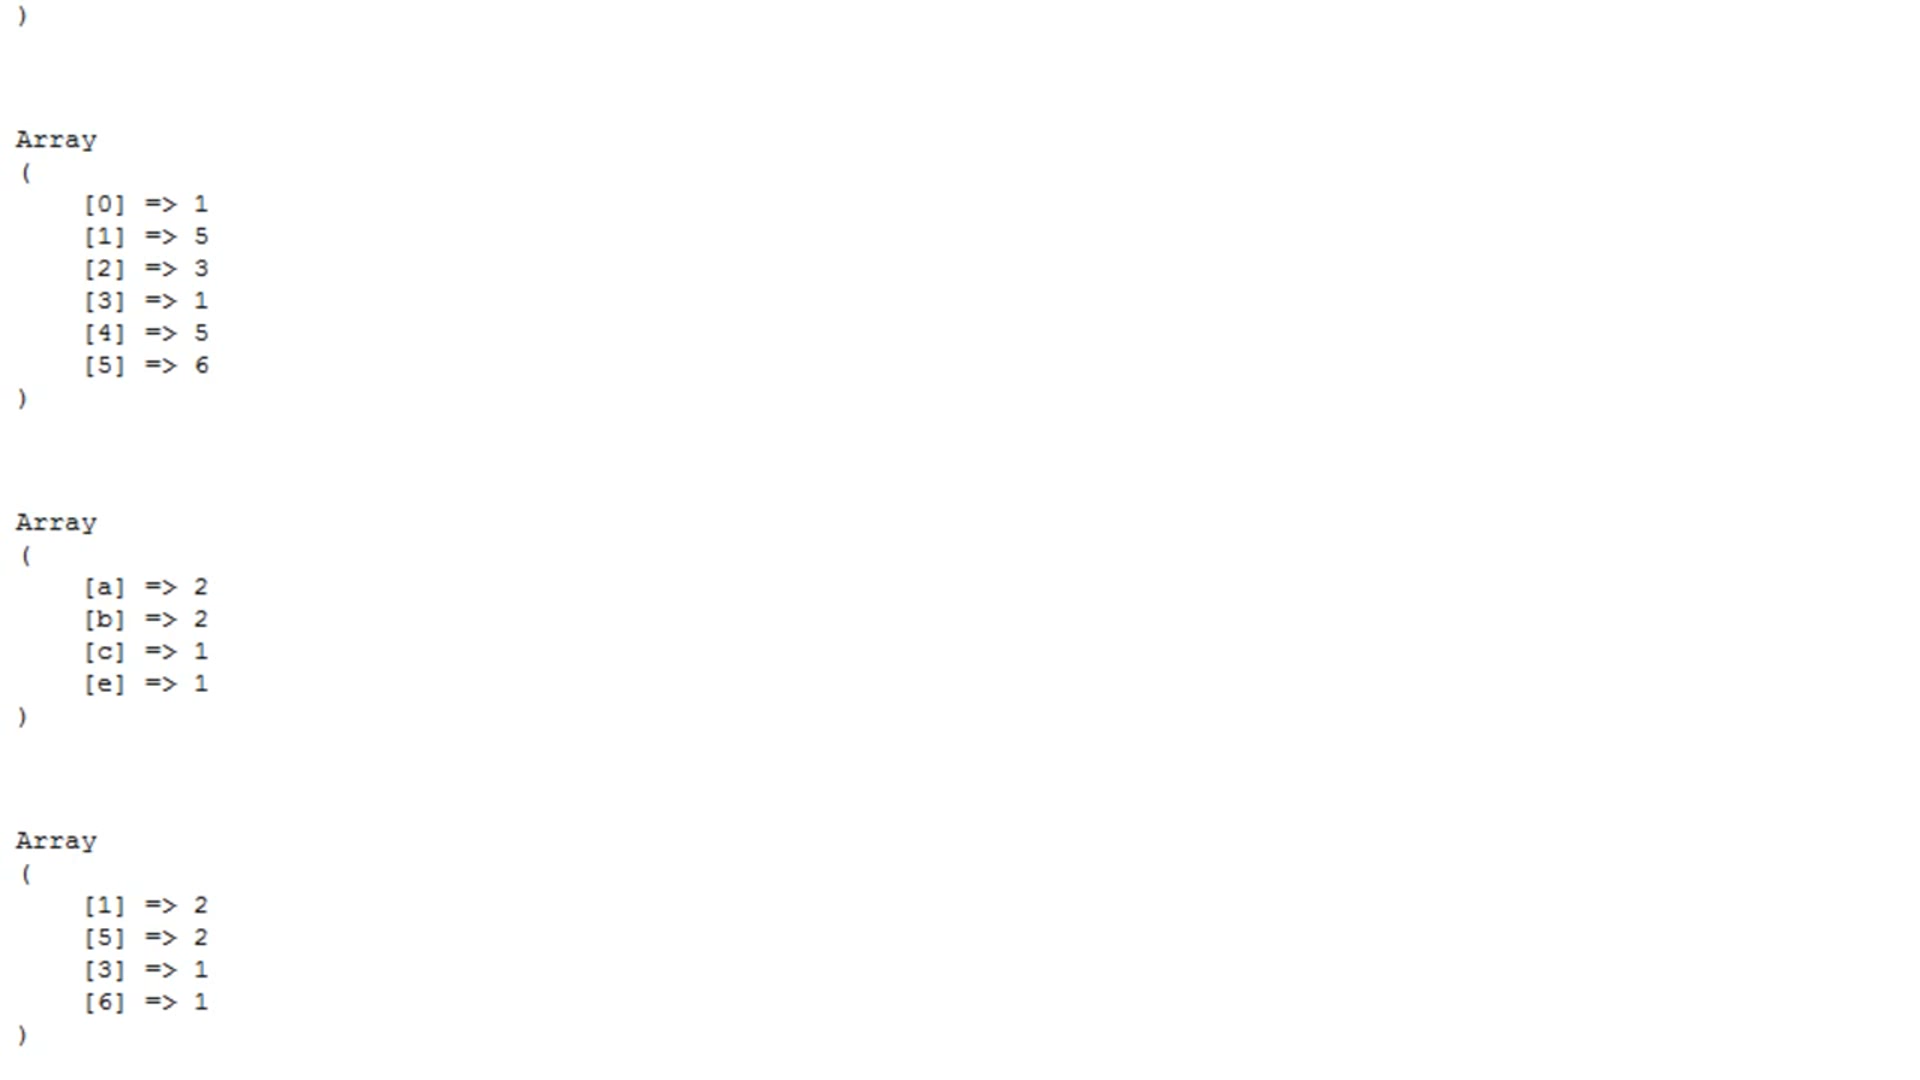 )
Array
(
    [0] => 1
    [1] => 5
    [2] => 3
    [3] => 1
    [4] => 5
    [5] => 6
)
Array
(
    [a] => 2
    [b] => 2
    [c] => 1
    [e] => 1
)
Array
(
    [1] => 2
    [5] => 2
    [3] => 1
    [6] => 1
)